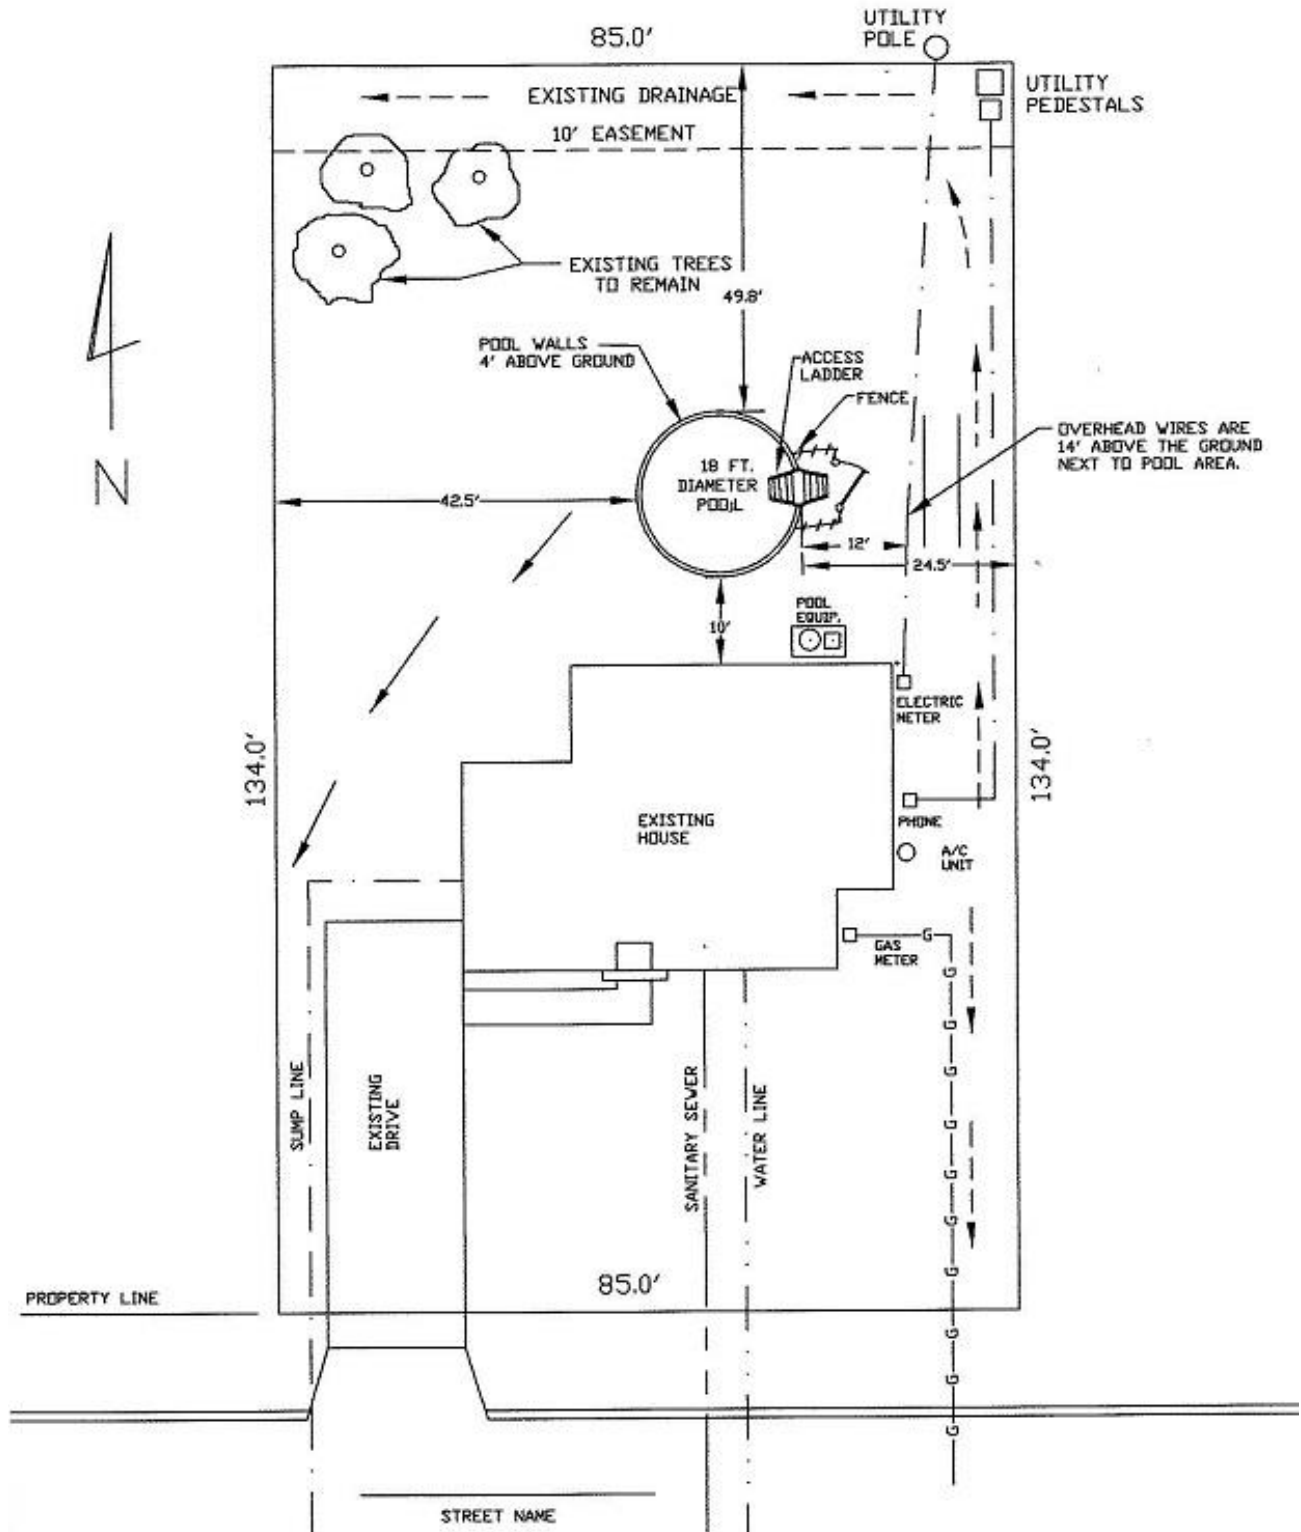 85.0'
UTILITY
POLE
EXISTING DRAINAGE
UTILITY
PEDESTALS
10' EASEMENT
EXISTING TREES
TO REMAIN
49.8'
POOL WALLS
4' ABOVE GROUND
ACCESS
LADDER
FENCE
OVERHEAD WIRES ARE
14' ABOVE THE GROUND
NEXT TO POOL AREA.
N
18 FT.
DIAMETER
POOL
42.5'
12'
24.5'
POOL
EQUIP.
10'
ELECTRIC
METER
134.0'
134.0'
EXISTING
HOUSE
PHONE
A/C
UNIT
GAS
METER
G
G
G
G
G
G
G
G
G
G
G
SUMP LINE
EXISTING
DRIVE
SANITARY SEWER
WATER LINE
85.0'
PROPERTY LINE
STREET NAME